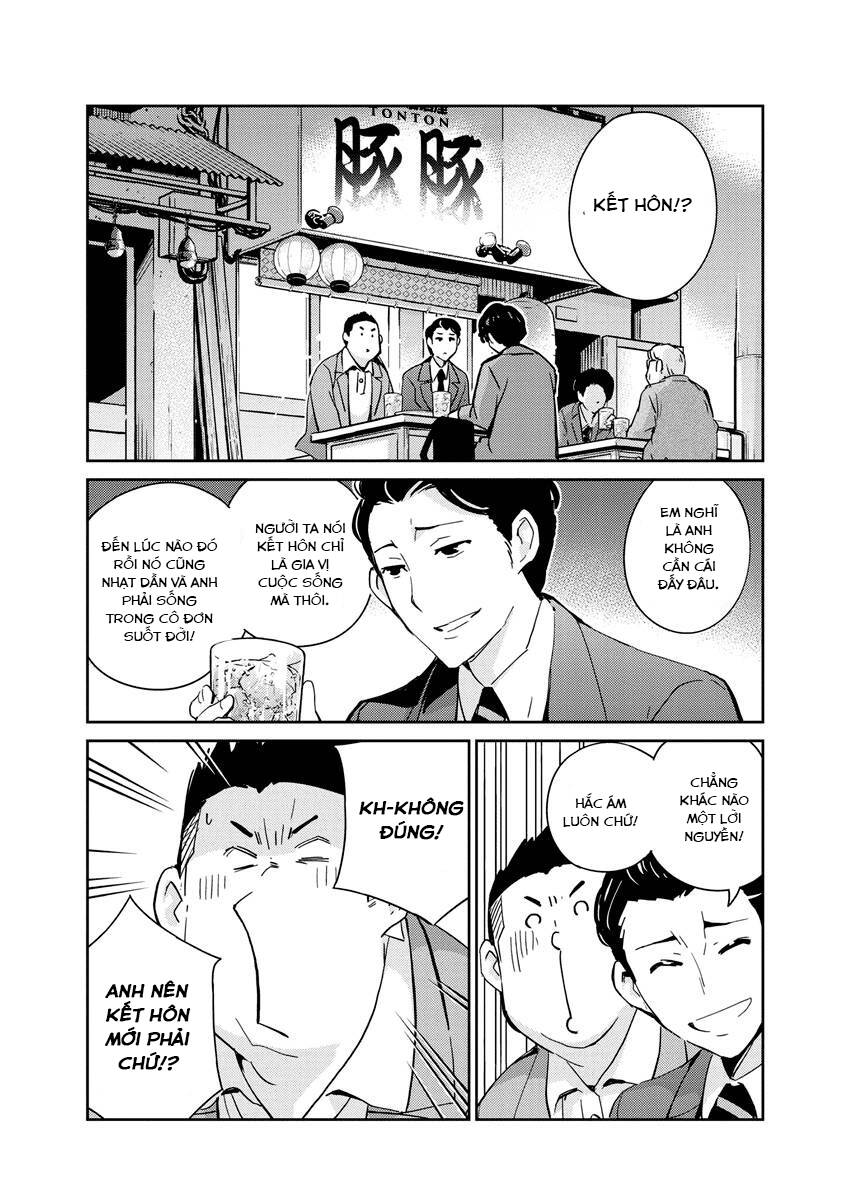 TONTON
豚豚
KẾT HÔN!?
EM NGHĨ
LÀ ANH
KHÔNG
CẦN CÁI
ĐẤY ĐÂU.
NGƯỜI TA NÓI
KẾT HÔN CHỈ
LÀ GIA VỊ
CUỘC SỐNG
MÀ THÔI.
ĐẾN LÚC NÀO ĐÓ
RỒI NÓ CŨNG
NHẠT DẦN VÀ ANH
PHẢI SỐNG
TRONG CÔ ĐƠN
SUỐT ĐỜI!
CHẲNG
KHÁC NÀO
MỘT LỜI
NGUYỀN!
HẮC ÁM
LUÔN CHỨ!
KH-KHÔNG
ĐÚNG!
ANH NÊN
KẾT HÔN
MỚI PHẢI
CHỨ!?